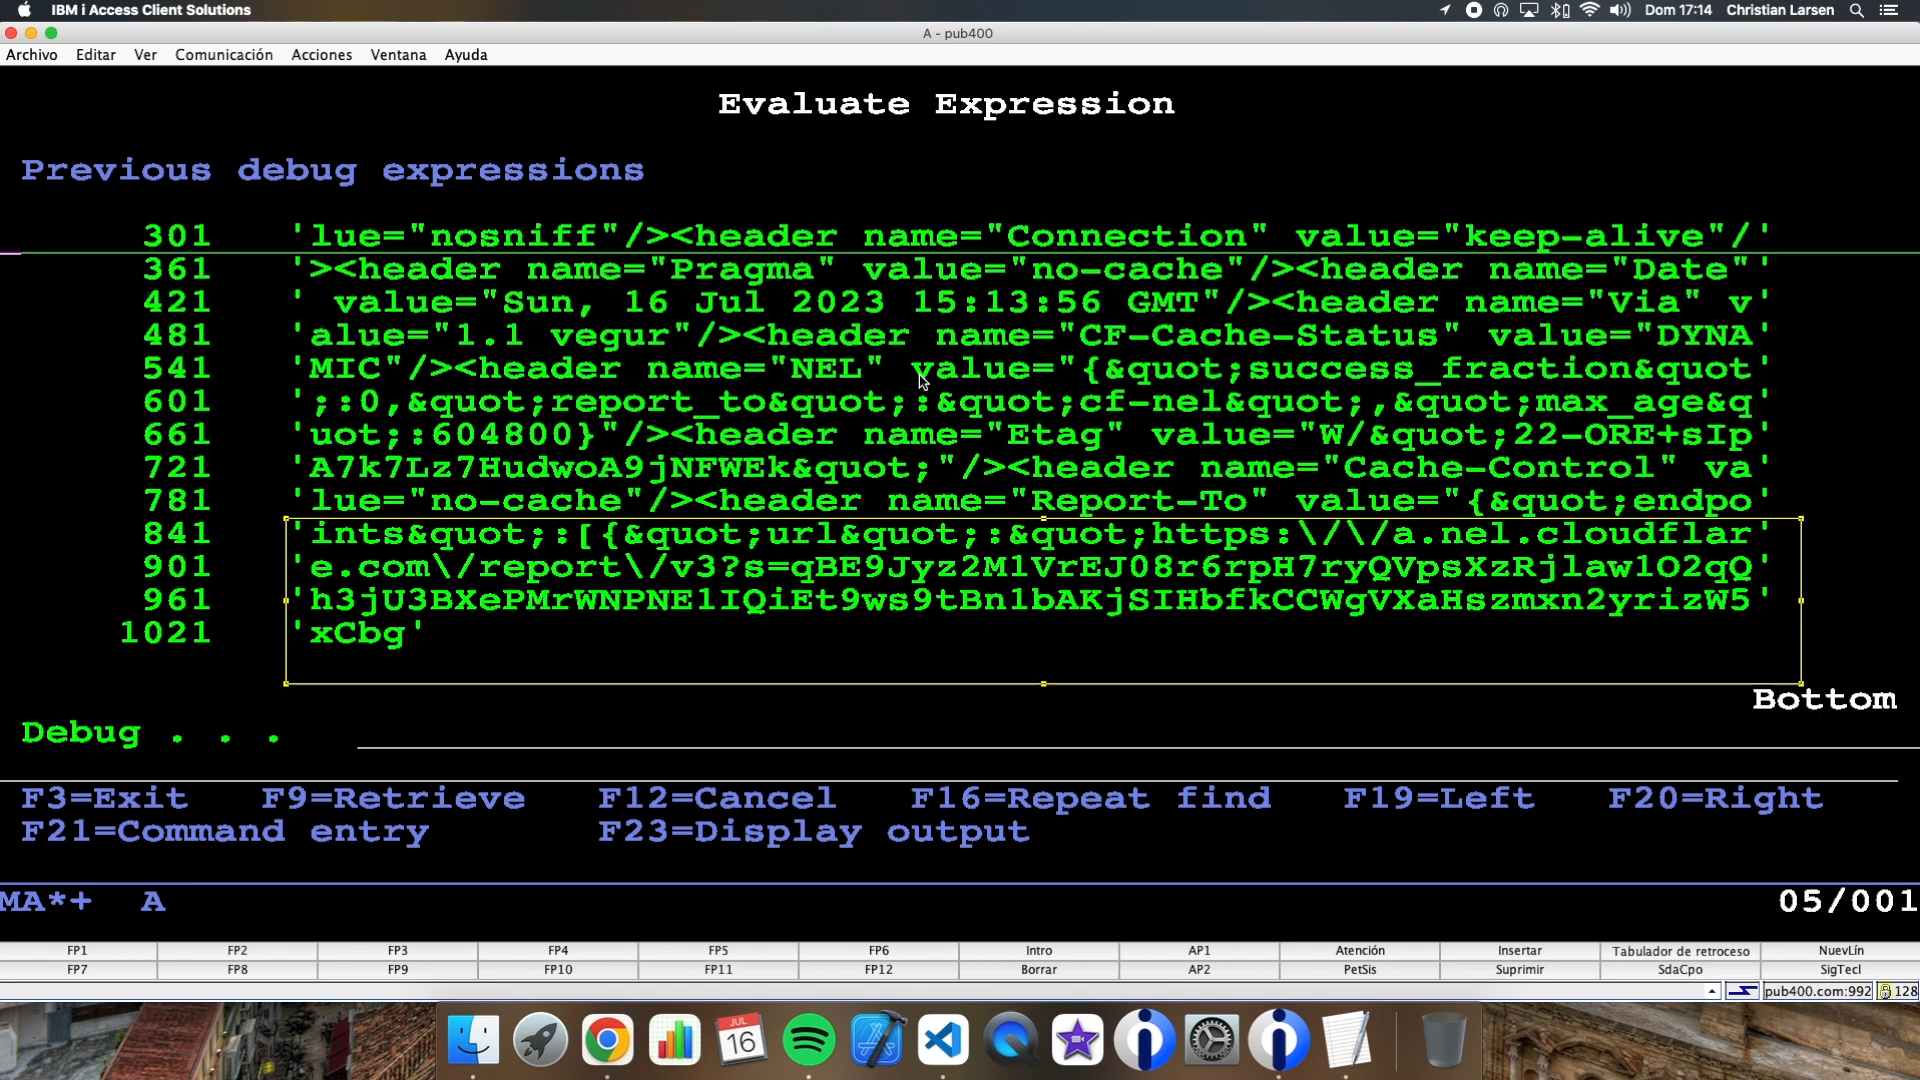 IBM i Access Client Solutions
Dom 17:14 Christian Larsen
A - pub400
Archivo Editar Ver Comunicación Acciones Ventana Ayuda
Evaluate Expression
Previous debug expressions
301 'lue="nosniff"/><header name="Connection" value="keep-alive"/'
361 '><header name="Pragma" value="no-cache"/><header name="Date"'
421 ' value="Sun, 16 Jul 2023 15:13:56 GMT"/><header name="Via" v'
481 'alue="1.1 vegur"/><header name="CF-Cache-Status" value="DYNA'
541 'MIC"/><header name="NEL" value="{&quot;success_fraction&quot'
601 ';:0,&quot;report_to&quot;:&quot;cf-nel&quot;,&quot;max_age&q'
661 'uot;:604800}"/><header name="Etag" value="W/&quot;22-ORE+sIp'
721 'A7k7Lz7HudwoA9jNFWEk&quot;"/><header name="Cache-Control" va'
781 'lue="no-cache"/><header name="Report-To" value="{&quot;endpo'
841 'ints&quot;:[{&quot;url&quot;:&quot;https:\/\/a.nel.cloudflar'
901 'e.com\/report\/v3?s=qBE9Jyz2M1VrEJ08r6rpH7ryQVpsXzRjlaw1O2qQ'
961 'h3jU3BXePMrWNPNE1IQiEt9ws9tBn1bAKjSIHbfkCCWgVXaHszmxn2yrizW5'
1021 'xCbg'
Bottom
Debug . . .
F3=Exit F9=Retrieve F12=Cancel F16=Repeat find F19=Left F20=Right
F21=Command entry F23=Display output
MA*+ A 05/001
FP1 FP2 FP3 FP4 FP5 FP6 Intro AP1 Atención Insertar Tabulador de retroceso NuevLín
FP7 FP8 FP9 FP10 FP11 FP12 Borrar AP2 PetSis Suprimir SdaCpo SigTecl
pub400.com:992 128
JUL
16